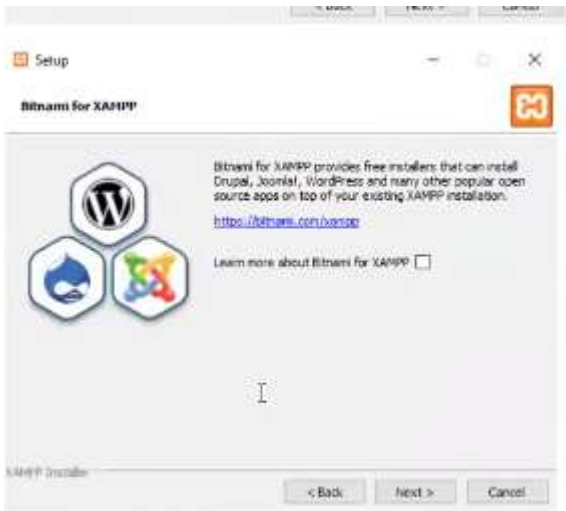 < Back Next > Cancel
Setup
Bitnami for XAMPP
Bitnami for XAMPP provides free installers that can install
Drupal, Joomla!, WordPress and many other popular open
source apps on top of your existing XAMPP installation.
https://bitnami.com/xampp
Learn more about Bitnami for XAMPP
XAMPP Installer
< Back Next > Cancel